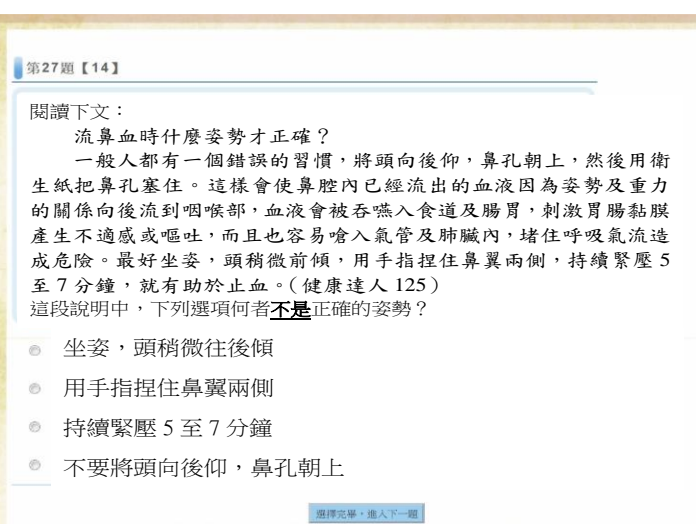 第27題【14】
閱讀下文：
流鼻血時什麼姿勢才正確？
一般人都有一個錯誤的習慣，將頭向後仰，鼻孔朝上，然後用衛
生紙把鼻孔塞住。這樣會使鼻腔內已經流出的血液因為姿勢及重力
的關係向後流到咽喉部，血液會被吞嚥入食道及腸胃，刺激胃腸黏膜
產生不適感或嘔吐，而且也容易嗆入氣管及肺臟內，堵住呼吸氣流造
成危險。最好坐姿，頭稍微前傾，用手指捏住鼻翼兩側，持續緊壓 5
至 7 分鐘，就有助於止血。（健康達人 125）
這段說明中，下列選項何者不是正確的姿勢？
坐姿，頭稍微往後傾
用手指捏住鼻翼兩側
持續緊壓 5 至 7 分鐘
不要將頭向後仰，鼻孔朝上
選擇完畢，進入下一題